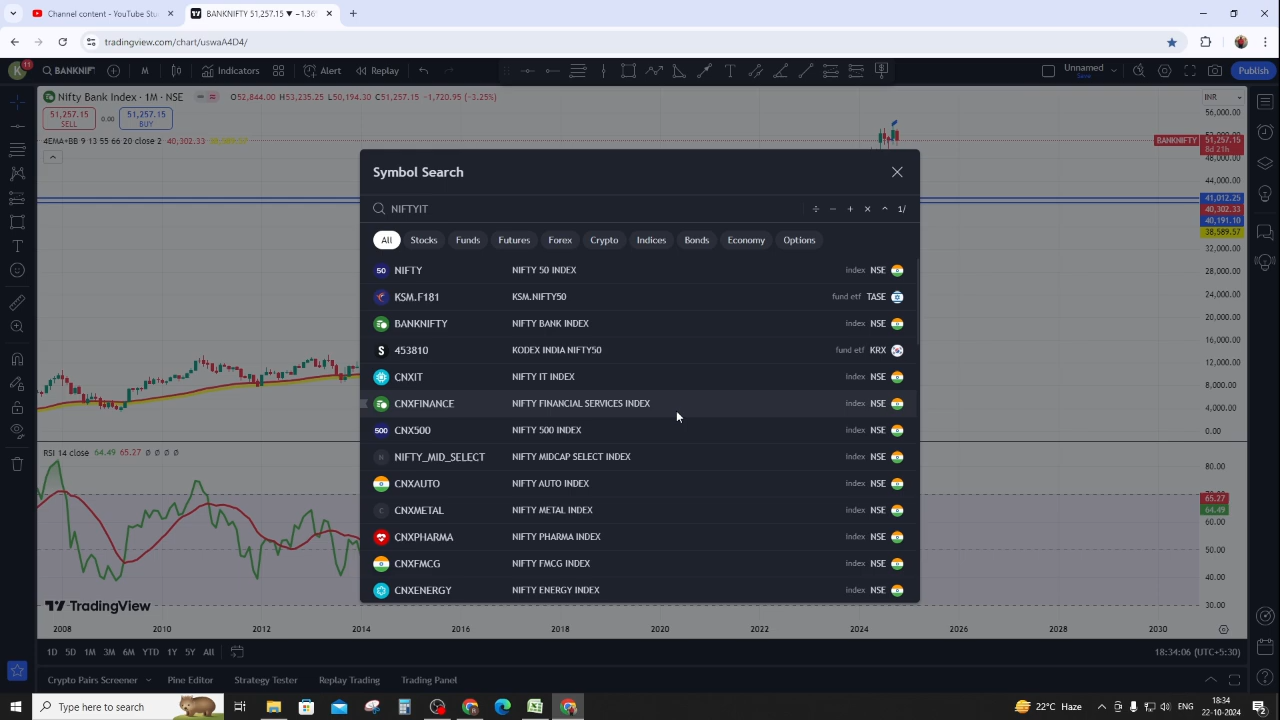 Channel content - YouTube Stu
BANKNIFTY 51,257.15 ▼ −1.36
tradingview.com/chart/uswaA4D4/
K
11
BANKNIF
M
Indicators
Alert
Replay
Unnamed
Save
Publish
Nifty Bank Index · 1M · NSE
O52,844.00 H53,235.25 L50,194.30 C51,257.15 −1,720.95 (−3.25%)
INR
51,257.15
SELL
0.00
51,257.15
BUY
4EMA+BB 9 13 55 66 20 close 2 40,302.33
56,000.00
BANKNIFTY 51,257.15
8d 21h
48,000.00
44,000.00
41,012.25
40,302.33
40,191.10
38,589.57
32,000.00
28,000.00
24,000.00
20,000.00
16,000.00
12,000.00
8,000.00
4,000.00
0.00
Symbol Search
NIFTYIT
÷ − + × ^ 1/
All Stocks Funds Futures Forex Crypto Indices Bonds Economy Options
50 NIFTY NIFTY 50 INDEX index NSE
KSM.F181 KSM.NIFTY50 fund etf TASE
BANKNIFTY NIFTY BANK INDEX index NSE
$ 453810 KODEX INDIA NIFTY50 fund etf KRX
CNXIT NIFTY IT INDEX index NSE
CNXFINANCE NIFTY FINANCIAL SERVICES INDEX index NSE
500 CNX500 NIFTY 500 INDEX index NSE
N NIFTY_MID_SELECT NIFTY MIDCAP SELECT INDEX index NSE
CNXAUTO NIFTY AUTO INDEX index NSE
C CNXMETAL NIFTY METAL INDEX index NSE
CNXPHARMA NIFTY PHARMA INDEX index NSE
CNXFMCG NIFTY FMCG INDEX index NSE
CNXENERGY NIFTY ENERGY INDEX index NSE
RSI 14 close 64.49 65.27 Ø Ø Ø Ø
80.00
65.27
64.49
60.00
50.00
40.00
30.00
TradingView
2008 2010 2012 2014 2016 2018 2020 2022 2024 2026 2028 2030
1D 5D 1M 3M 6M YTD 1Y 5Y All
18:34:06 (UTC+5:30)
Crypto Pairs Screener Pine Editor Strategy Tester Replay Trading Trading Panel
Type here to search
22°C Haze
ENG
18:34
22-10-2024